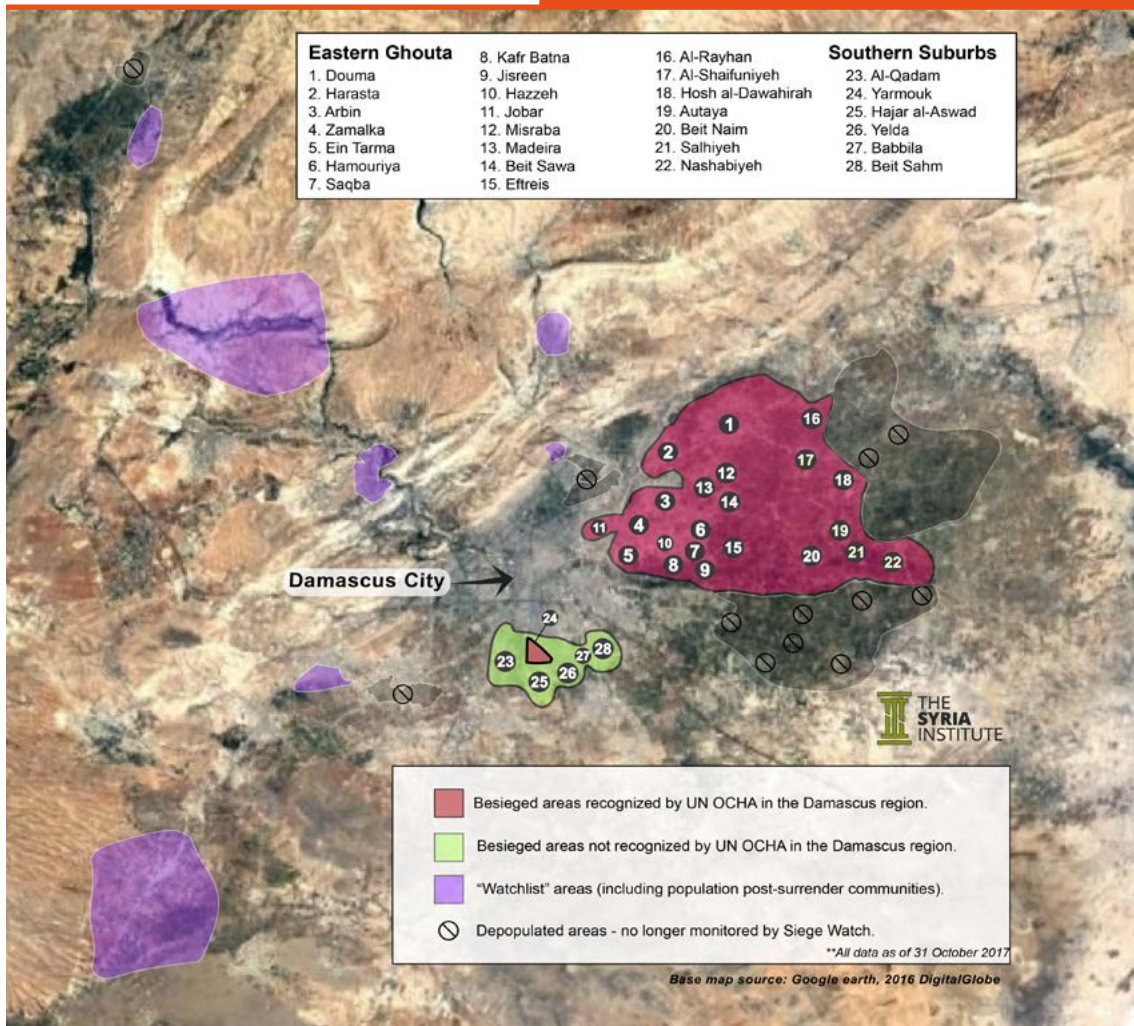 Eastern Ghouta
1. Douma
2. Harasta
3. Arbin
4. Zamalka
5. Ein Tarma
6. Hamouriya
7. Saqba
8. Kafr Batna
9. Jisreen
10. Hazzeh
11. Jobar
12. Misraba
13. Madeira
14. Beit Sawa
15. Eftreis
16. Al-Rayhan
17. Al-Shaifuniyeh
18. Hosh al-Dawahirah
19. Autaya
20. Beit Naim
21. Salhiyeh
22. Nashabiyeh
Southern Suburbs
23. Al-Qadam
24. Yarmouk
25. Hajar al-Aswad
26. Yelda
27. Babbila
28. Beit Sahm
1
16
2
17
12
18
13
14
3
4
11
6
19
10
15
7
21
5
20
22
8
9
Damascus City
24
28
27
23
26
25
THE
SYRIA
INSTITUTE
Besieged areas recognized by UN OCHA in the Damascus region.
Besieged areas not recognized by UN OCHA in the Damascus region.
“Watchlist” areas (including population post-surrender communities).
Depopulated areas - no longer monitored by Siege Watch.
**All data as of 31 October 2017
Base map source: Google earth, 2016 DigitalGlobe